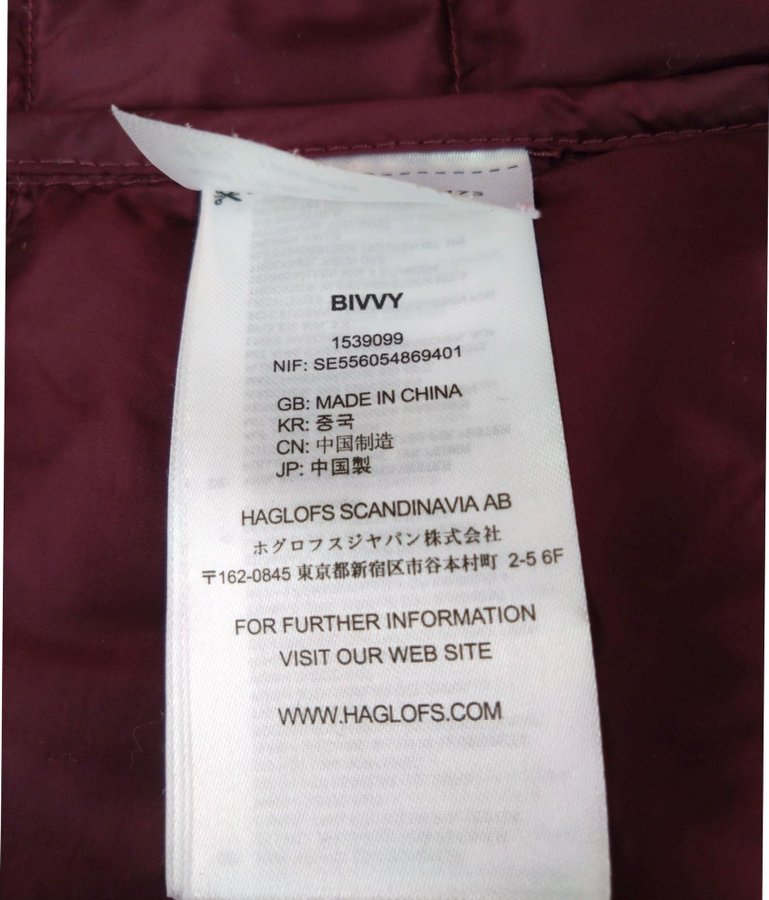 BIVVY
1539099
NIF: SE556054869401
GB: MADE IN CHINA
KR: 중국
CN: 中国制造
JP: 中国製
HAGLOFS SCANDINAVIA AB
ホグロフスジャパン株式会社
〒162-0845 東京都新宿区市谷本村町 2-5 6F
FOR FURTHER INFORMATION
VISIT OUR WEB SITE
WWW.HAGLOFS.COM